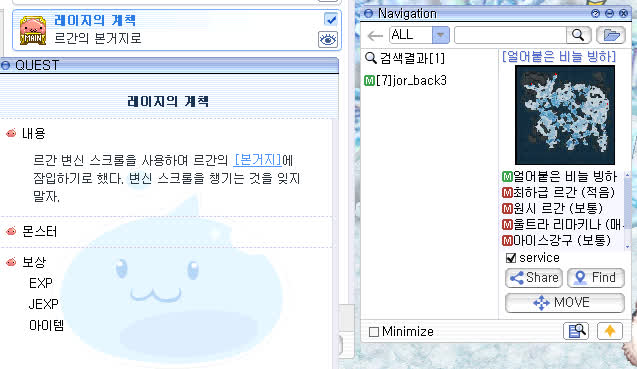 레이지의 계책
MAIN
르간의 본거지로
QUEST
레이지의 계책
내용
르간 변신 스크롤을 사용하며 르간의 [본거지]에
잠입하기로 했다. 변신 스크롤을 챙기는 것을 잊지
말자.
몬스터
보상
EXP
JEXP
아이템
Navigation
ALL
검색결과[1]
M [7]jor_back3
[얼어붙은 비늘 빙하]
M 얼어붙은 비늘 빙하
M 최하급 르간 (적음)
M 원시 르간 (보통)
M 울트라 리마키나 (매우
M 아이스강구 (보통)
service
Share
Find
MOVE
Minimize